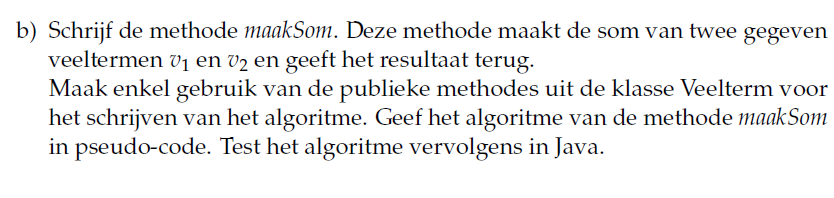 b) Schrijf de methode maakSom. Deze methode maakt de som van twee gegeven
veeltermen v₁ en v₂ en geeft het resultaat terug.
Maak enkel gebruik van de publieke methodes uit de klasse Veelterm voor
het schrijven van het algoritme. Geef het algoritme van de methode maakSom
in pseudo-code. Test het algoritme vervolgens in Java.